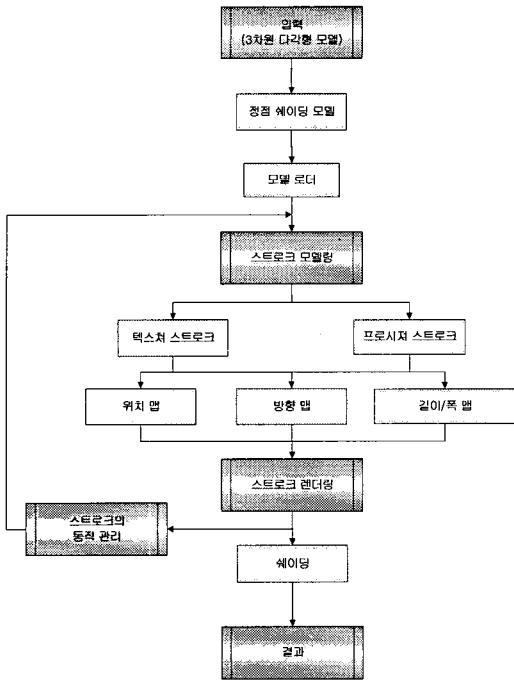 입력
(3차원 다각형 모델)
정점 쉐이딩 모델
모델 로더
스트로크 모델링
텍스쳐 스트로크
프로시져 스트로크
위치 맵
방향 맵
길이/폭 맵
스트로크 렌더링
스트로크의
동적 관리
쉐이딩
결과